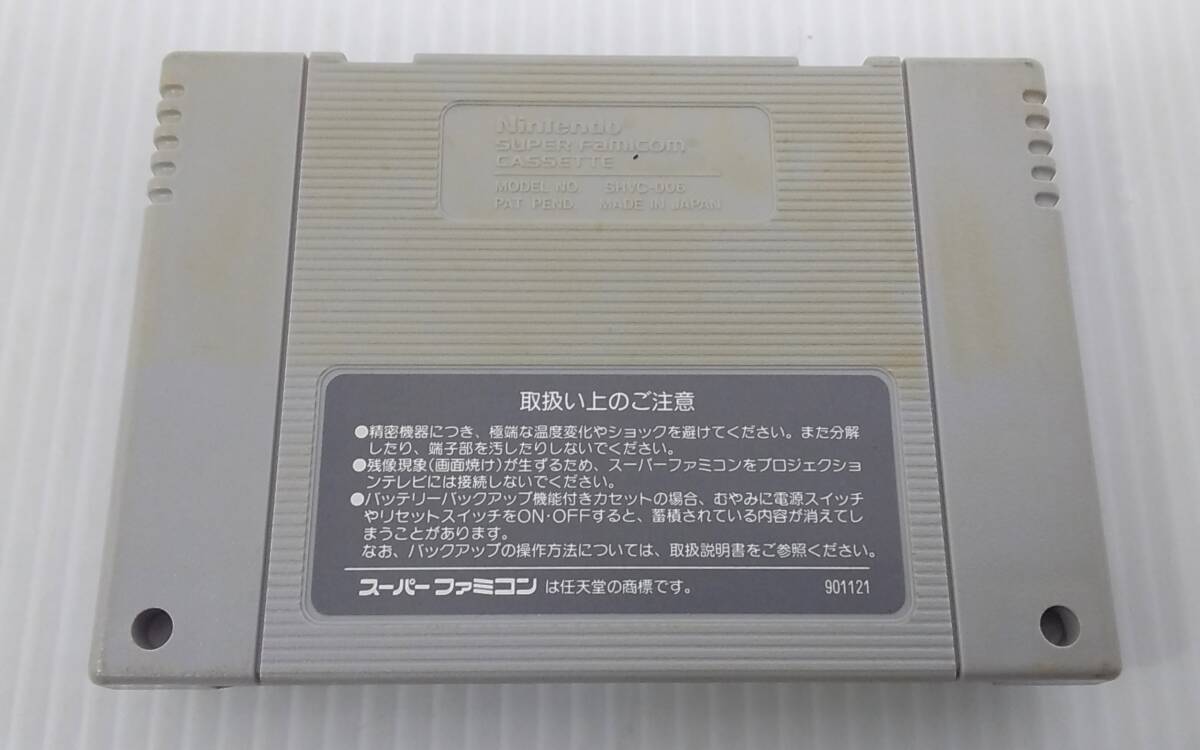 Nintendo
SUPER FAMICOM®
CASSETTE
MODEL NO. SHVC-006
PAT. PEND. MADE IN JAPAN
取扱い上のご注意
●精密機器につき、極端な温度変化やショックを避けてください。また分解
したり、端子部を汚したりしないでください。
●残像現象(画面焼け)が生ずるため、スーパーファミコンをプロジェクショ
ンテレビには接続しないでください。
●バッテリーバックアップ機能付きカセットの場合、むやみに電源スイッチ
やリセットスイッチをON・OFFすると、蓄積されている内容が消えてし
まうことがあります。
なお、バックアップの操作方法については、取扱説明書をご参照ください。
スーパーファミコン は任天堂の商標です。 901121